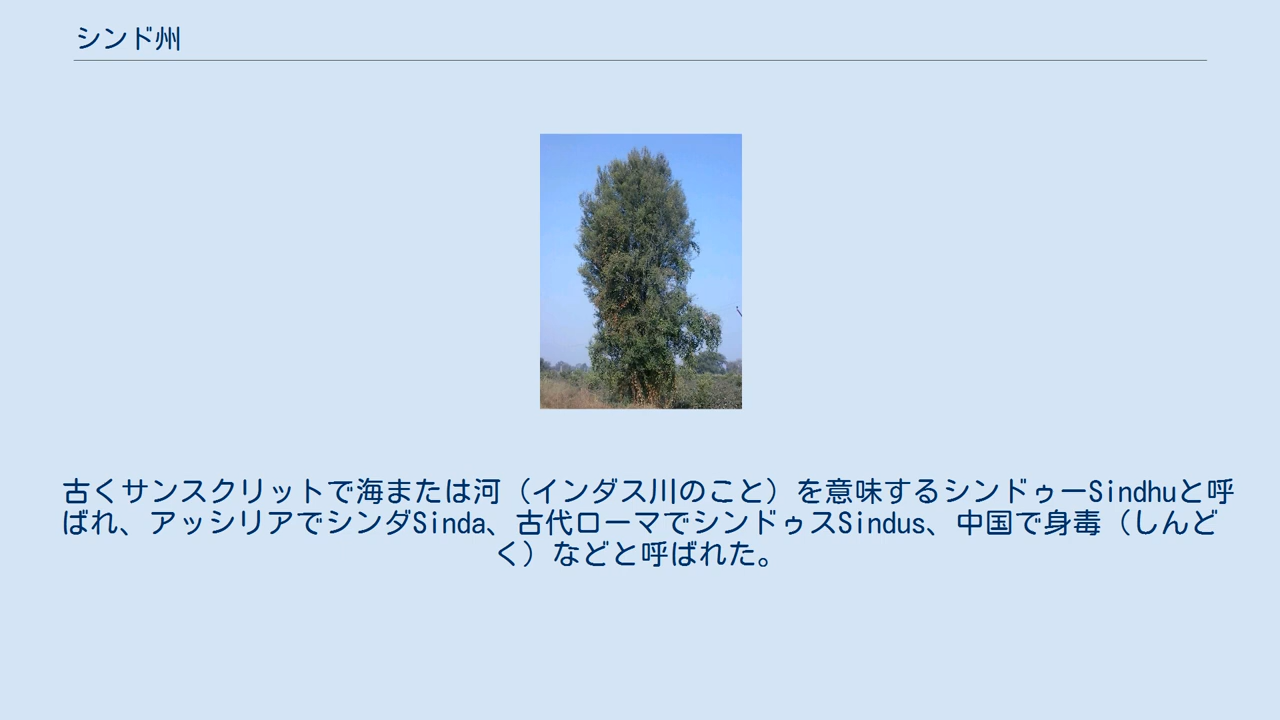 シンド州
古くサンスクリットで海または河（インダス川のこと）を意味するシンドゥーSindhuと呼
ばれ、アッシリアでシンダSinda、古代ローマでシンドゥスSindus、中国で身毒（しんど
く）などと呼ばれた。